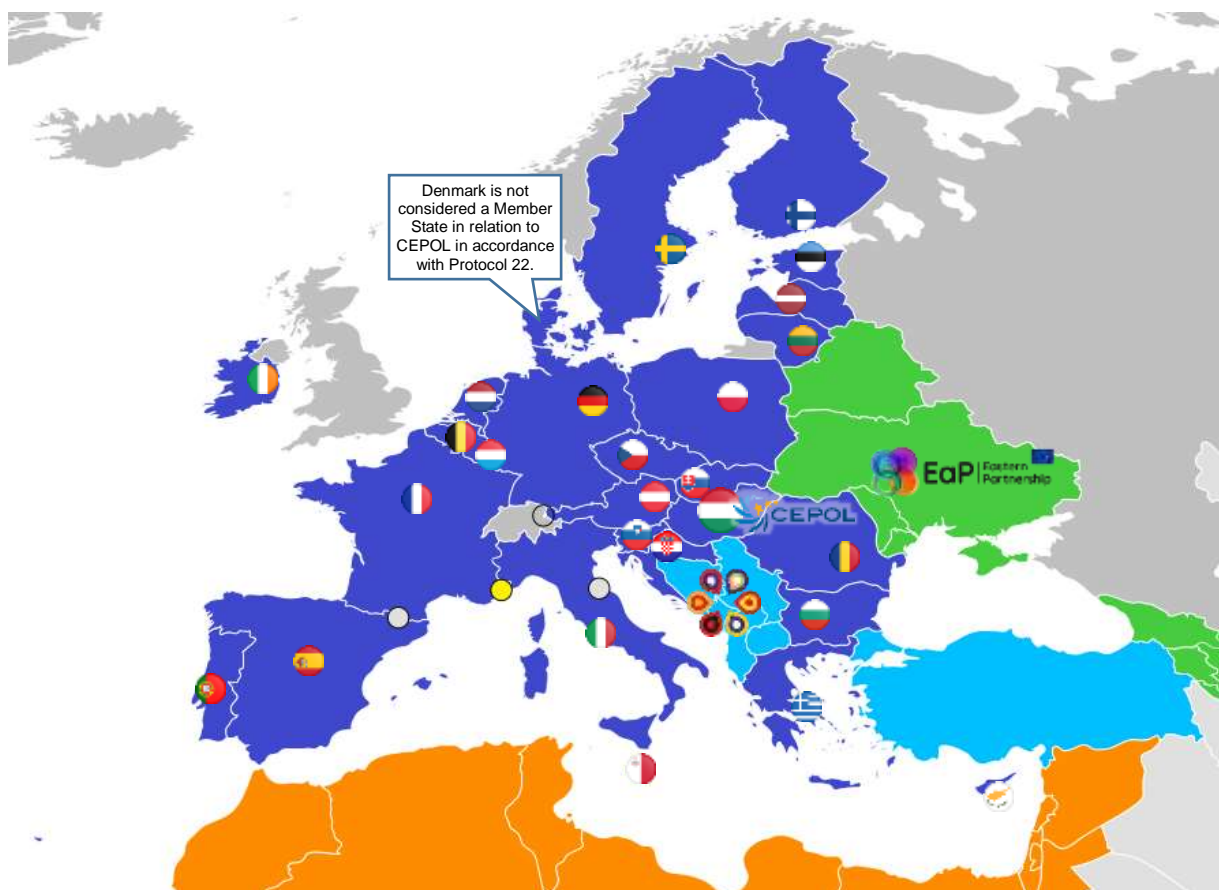 Denmark is not
considered a Member
State in relation to
CEPOL in accordance
with Protocol 22.
EaP Eastern
Partnership
CEPOL